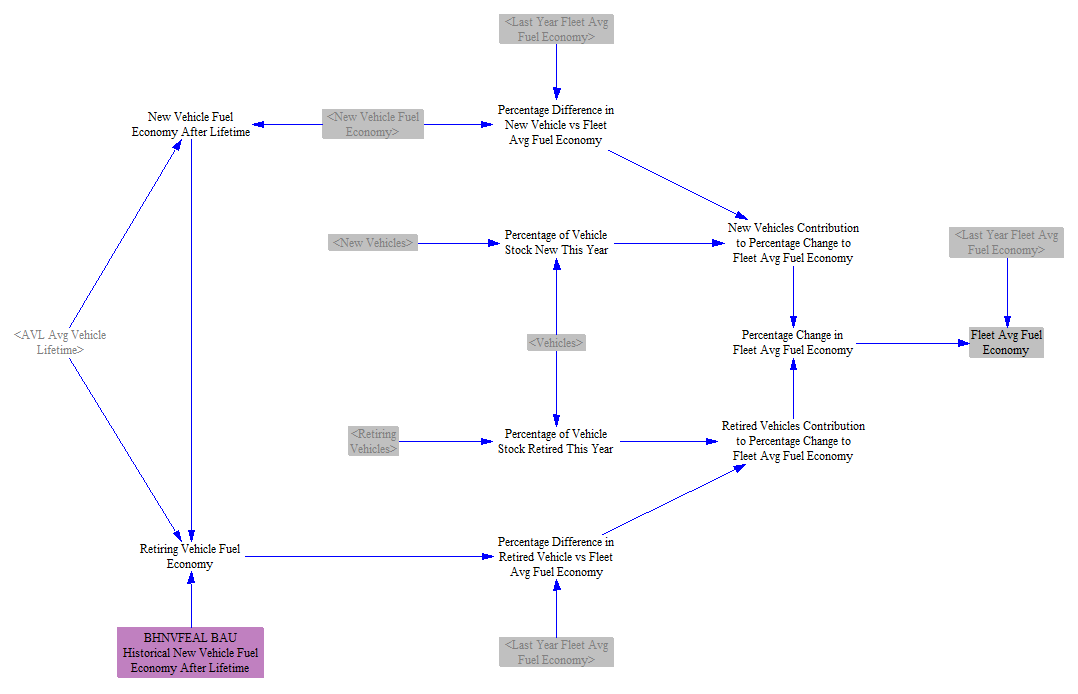 <Last Year Fleet Avg
Fuel Economy>
New Vehicle Fuel
Economy After Lifetime
<New Vehicle Fuel
Economy>
Percentage Difference in
New Vehicle vs Fleet
Avg Fuel Economy
<New Vehicles>
Percentage of Vehicle
Stock New This Year
New Vehicles Contribution
to Percentage Change to
Fleet Avg Fuel Economy
<Last Year Fleet Avg
Fuel Economy>
<AVL Avg Vehicle
Lifetime>
<Vehicles>
Percentage Change in
Fleet Avg Fuel Economy
Fleet Avg Fuel
Economy
<Retiring
Vehicles>
Percentage of Vehicle
Stock Retired This Year
Retired Vehicles Contribution
to Percentage Change to
Fleet Avg Fuel Economy
Retiring Vehicle Fuel
Economy
Percentage Difference in
Retired Vehicle vs Fleet
Avg Fuel Economy
BHNVFEAL BAU
Historical New Vehicle Fuel
Economy After Lifetime
<Last Year Fleet Avg
Fuel Economy>